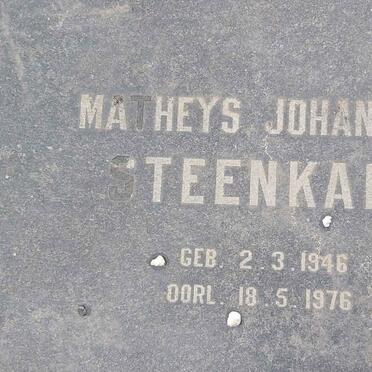 MATHEYS JOHAN
STEENKA
GEB. 2.3.1946
OORL. 18.5.1976